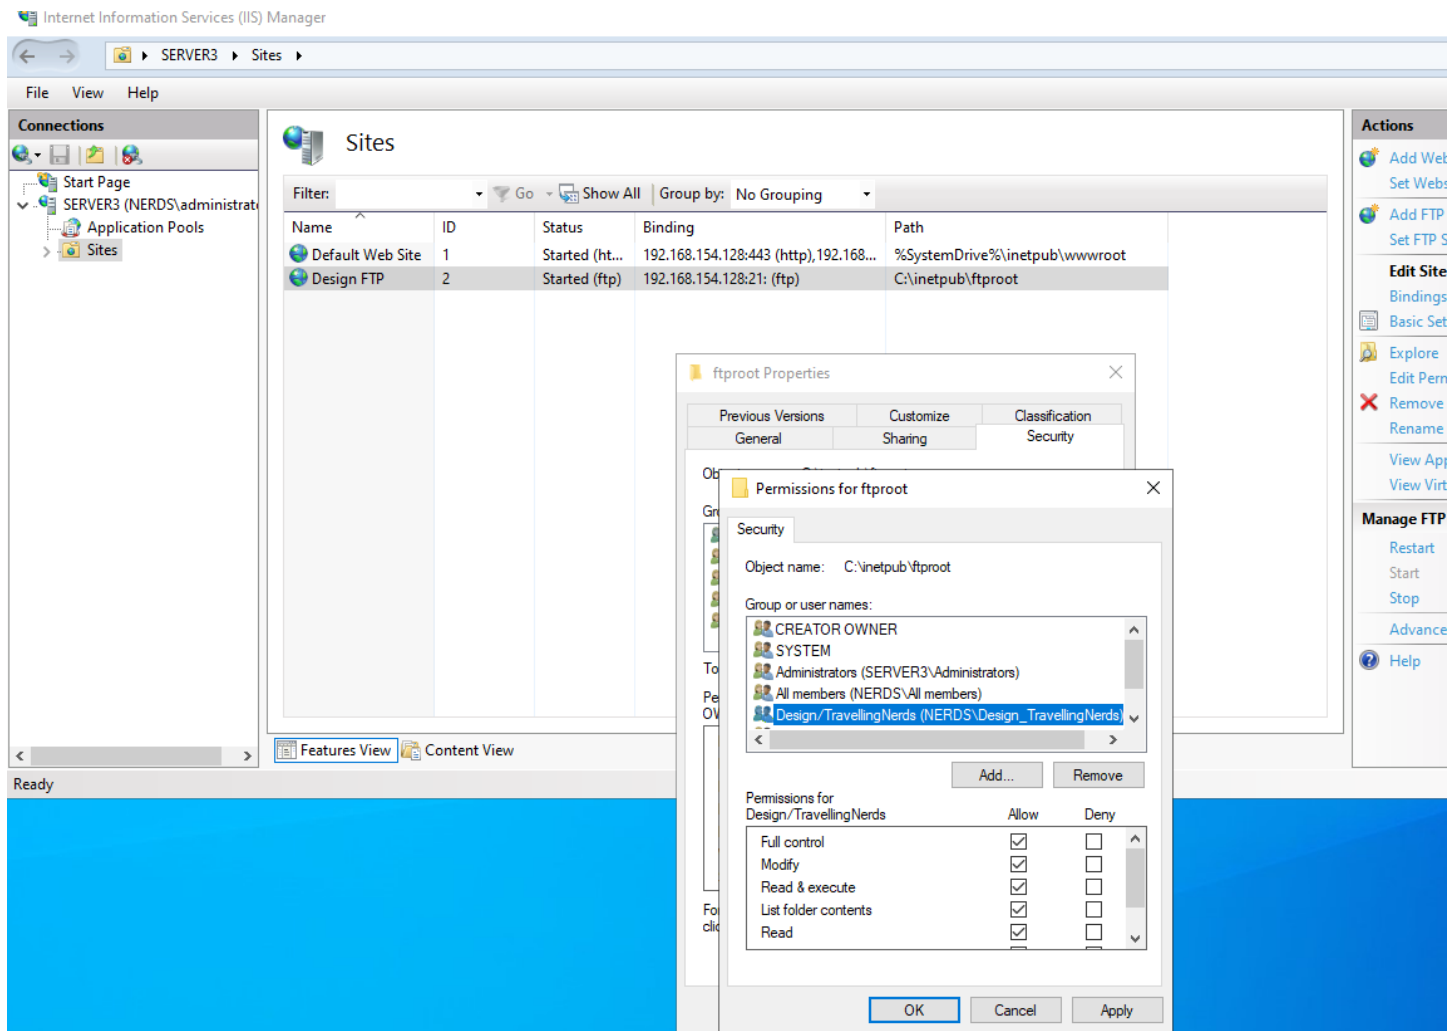 Internet Information Services (IIS) Manager
SERVER3 Sites
File View Help
Connections
Start Page
SERVER3 (NERDS\administrat
Application Pools
Sites
Sites
Filter: Go Show All Group by: No Grouping
Name ID Status Binding Path
Default Web Site 1 Started (ht... 192.168.154.128:443 (http),192.168... %SystemDrive%\inetpub\wwwroot
Design FTP 2 Started (ftp) 192.168.154.128:21: (ftp) C:\inetpub\ftproot
Features View Content View
Ready
Actions
Add Web
Set Webs
Add FTP
Set FTP S
Edit Site
Bindings
Basic Set
Explore
Edit Perm
Remove
Rename
View App
View Virt
Manage FTP
Restart
Start
Stop
Advance
Help
ftproot Properties
Previous Versions Customize Classification
General Sharing Security
Ob
Gr
To
Pe
OW
Fo
clic
Permissions for ftproot
Security
Object name: C:\inetpub\ftproot
Group or user names:
CREATOR OWNER
SYSTEM
Administrators (SERVER3\Administrators)
All members (NERDS\All members)
Design/TravellingNerds (NERDS\Design_TravellingNerds)
Add... Remove
Permissions for
Design/TravellingNerds Allow Deny
Full control
Modify
Read & execute
List folder contents
Read
OK Cancel Apply